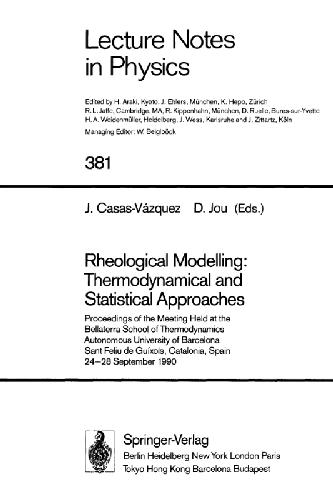 Lecture Notes
in Physics
Edited by H. Araki, Kyoto, J. Ehlers, München, K. Hepp, Zürich
R. L. Jaffe, Cambridge, MA, R. Kippenhahn, München, D. Ruelle, Bures-sur-Yvette
H. A. Weidenmüller, Heidelberg, J. Wess, Karlsruhe and J. Zittartz, Köln
Managing Editor: W. Beiglböck
381
J. Casas-Vázquez D. Jou (Eds.)
Rheological Modelling:
Thermodynamical and
Statistical Approaches
Proceedings of the Meeting Held at the
Bellaterra School of Thermodynamics
Autonomous University of Barcelona
Sant Feliu de Guíxols, Catalonia, Spain
24–28 September 1990
Springer-Verlag
Berlin Heidelberg New York London Paris
Tokyo Hong Kong Barcelona Budapest